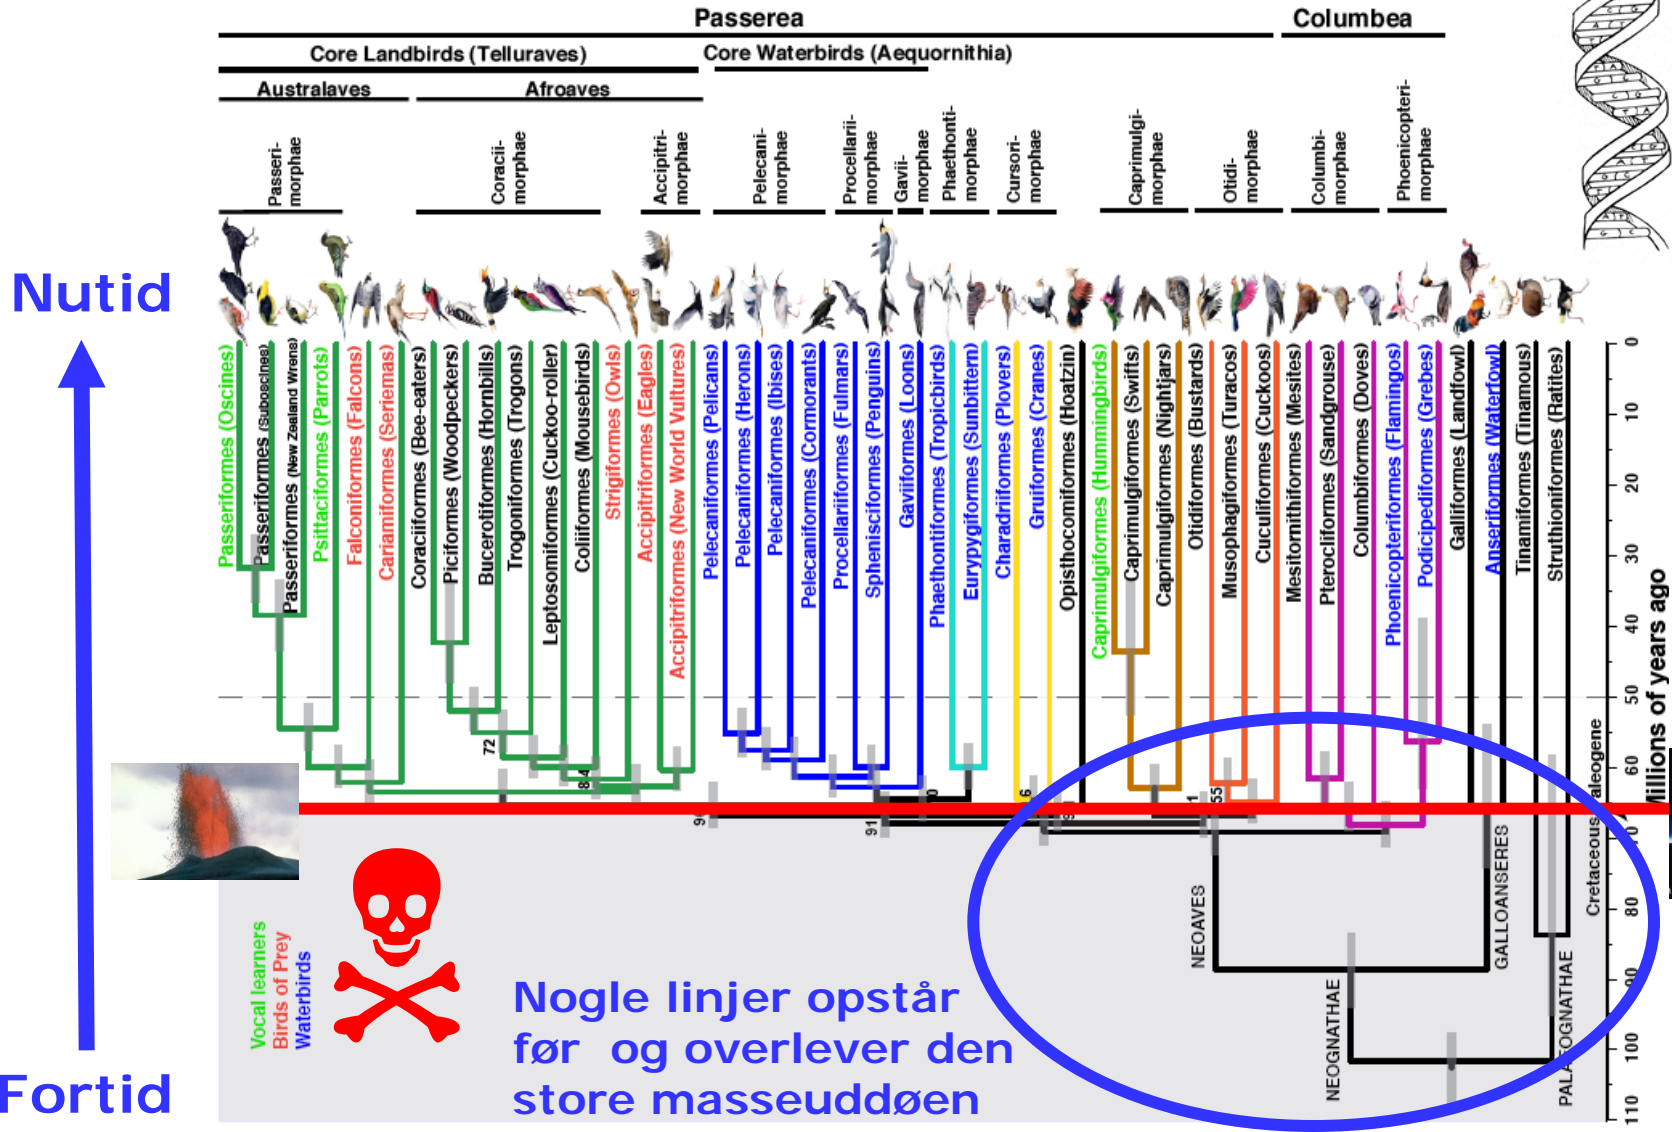 Passerea
Columbea
Core Landbirds (Telluraves)
Core Waterbirds (Aequornithia)
Australaves
Afroaves
Passeri-
morphae
Coracii-
morphae
Accipitri-
morphae
Pelecani-
morphae
Procellarii-
morphae
Gavii-
morphae
Phaethonti-
morphae
Cursori-
morphae
Caprimulgi-
morphae
Otidi-
morphae
Columbi-
morphae
Phoenicopteri-
morphae
Nutid
Passeriformes (Oscines)
Passeriformes (Suboscines)
Passeriformes (New Zealand Wrens)
Psittaciformes (Parrots)
Falconiformes (Falcons)
Cariamiformes (Seriemas)
Coraciiformes (Bee-eaters)
Piciformes (Woodpeckers)
Bucerotiformes (Hornbills)
Trogoniformes (Trogons)
Leptosomiformes (Cuckoo-roller)
Coliiformes (Mousebirds)
Strigiformes (Owls)
Accipitriformes (Eagles)
Accipitriformes (New World Vultures)
Pelecaniformes (Pelicans)
Pelecaniformes (Herons)
Pelecaniformes (Ibises)
Pelecaniformes (Cormorants)
Procellariiformes (Fulmars)
Sphenisciformes (Penguins)
Gaviiformes (Loons)
Phaethontiformes (Tropicbirds)
Eurypygiformes (Sunbittern)
Charadriiformes (Plovers)
Gruiformes (Cranes)
Opisthocomiformes (Hoatzin)
Caprimulgiformes (Hummingbirds)
Caprimulgiformes (Swifts)
Caprimulgiformes (Nightjars)
Otidiformes (Bustards)
Musophagiformes (Turacos)
Cuculiformes (Cuckoos)
Mesitornithiformes (Mesites)
Pterocliformes (Sandgrouse)
Columbiformes (Doves)
Phoenicopteriformes (Flamingos)
Podicipediformes (Grebes)
Galliformes (Landfowl)
Anseriformes (Waterfowl)
Tinamiformes (Tinamous)
Struthioniformes (Ratites)
0
10
20
30
40
50
60
70
80
90
100
110
Millions of years ago
72
84
91
55
Cretaceous
Paleogene
NEOAVES
GALLOANSERES
NEOGNATHAE
PALAEOGNATHAE
Vocal learners
Birds of Prey
Waterbirds
Nogle linjer opstår
før og overlever den
store masseuddøen
Fortid